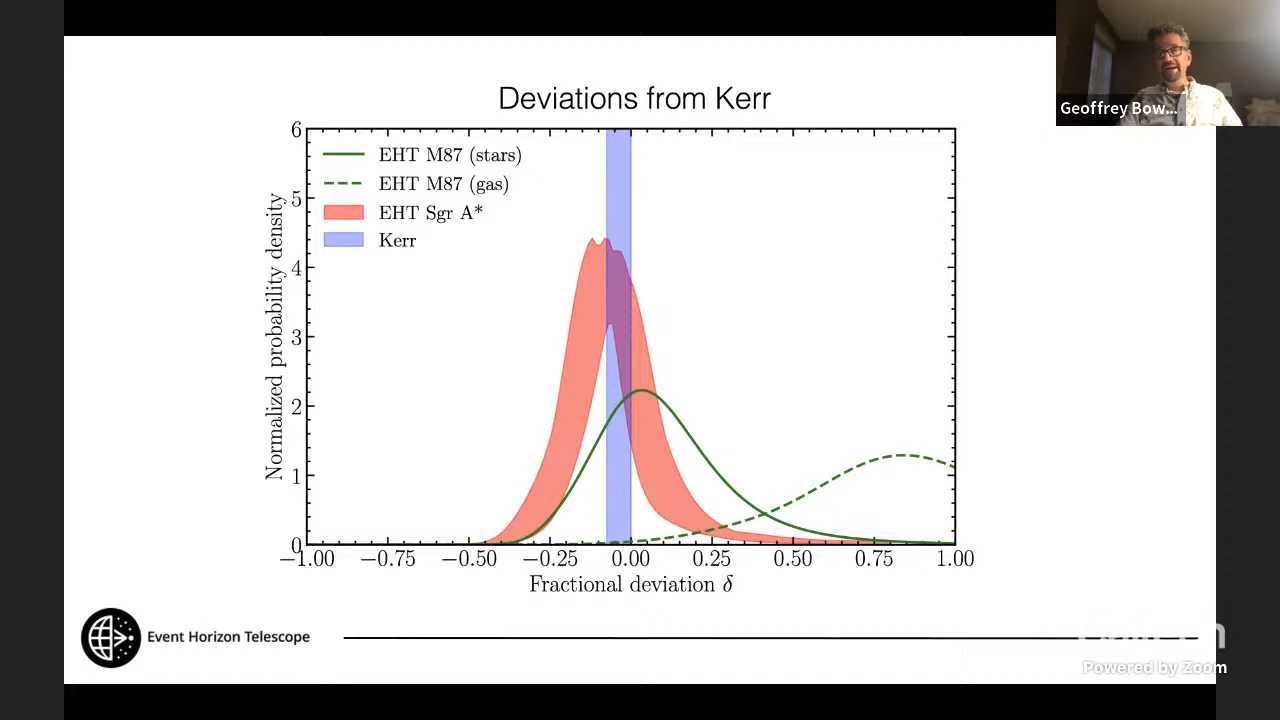 Geoffrey Bow...
Deviations from Kerr
EHT M87 (stars)
EHT M87 (gas)
EHT Sgr A*
Kerr
Normalized probability density
6
5
4
3
2
1
0
−1.00 −0.75 −0.50 −0.25 0.00 0.25 0.50 0.75 1.00
Fractional deviation δ
Event Horizon Telescope
Powered by Zoom